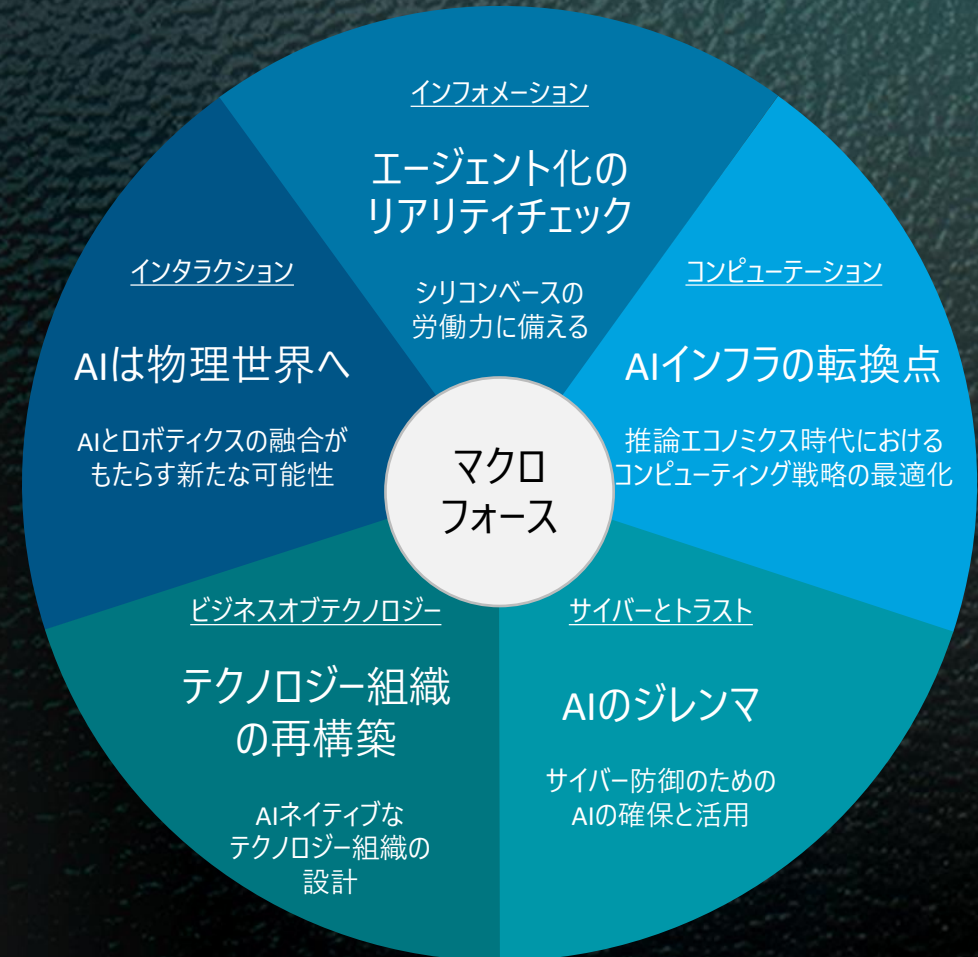 インフォメーション
エージェント化の
リアリティチェック
シリコンベースの
労働力に備える
インタラクション
AIは物理世界へ
AIとロボティクスの融合が
もたらす新たな可能性
コンピューテーション
AIインフラの転換点
推論エコノミクス時代における
コンピューティング戦略の最適化
マクロ
フォース
ビジネスオブテクノロジー
テクノロジー組織
の再構築
AIネイティブな
テクノロジー組織の
設計
サイバーとトラスト
AIのジレンマ
サイバー防御のための
AIの確保と活用